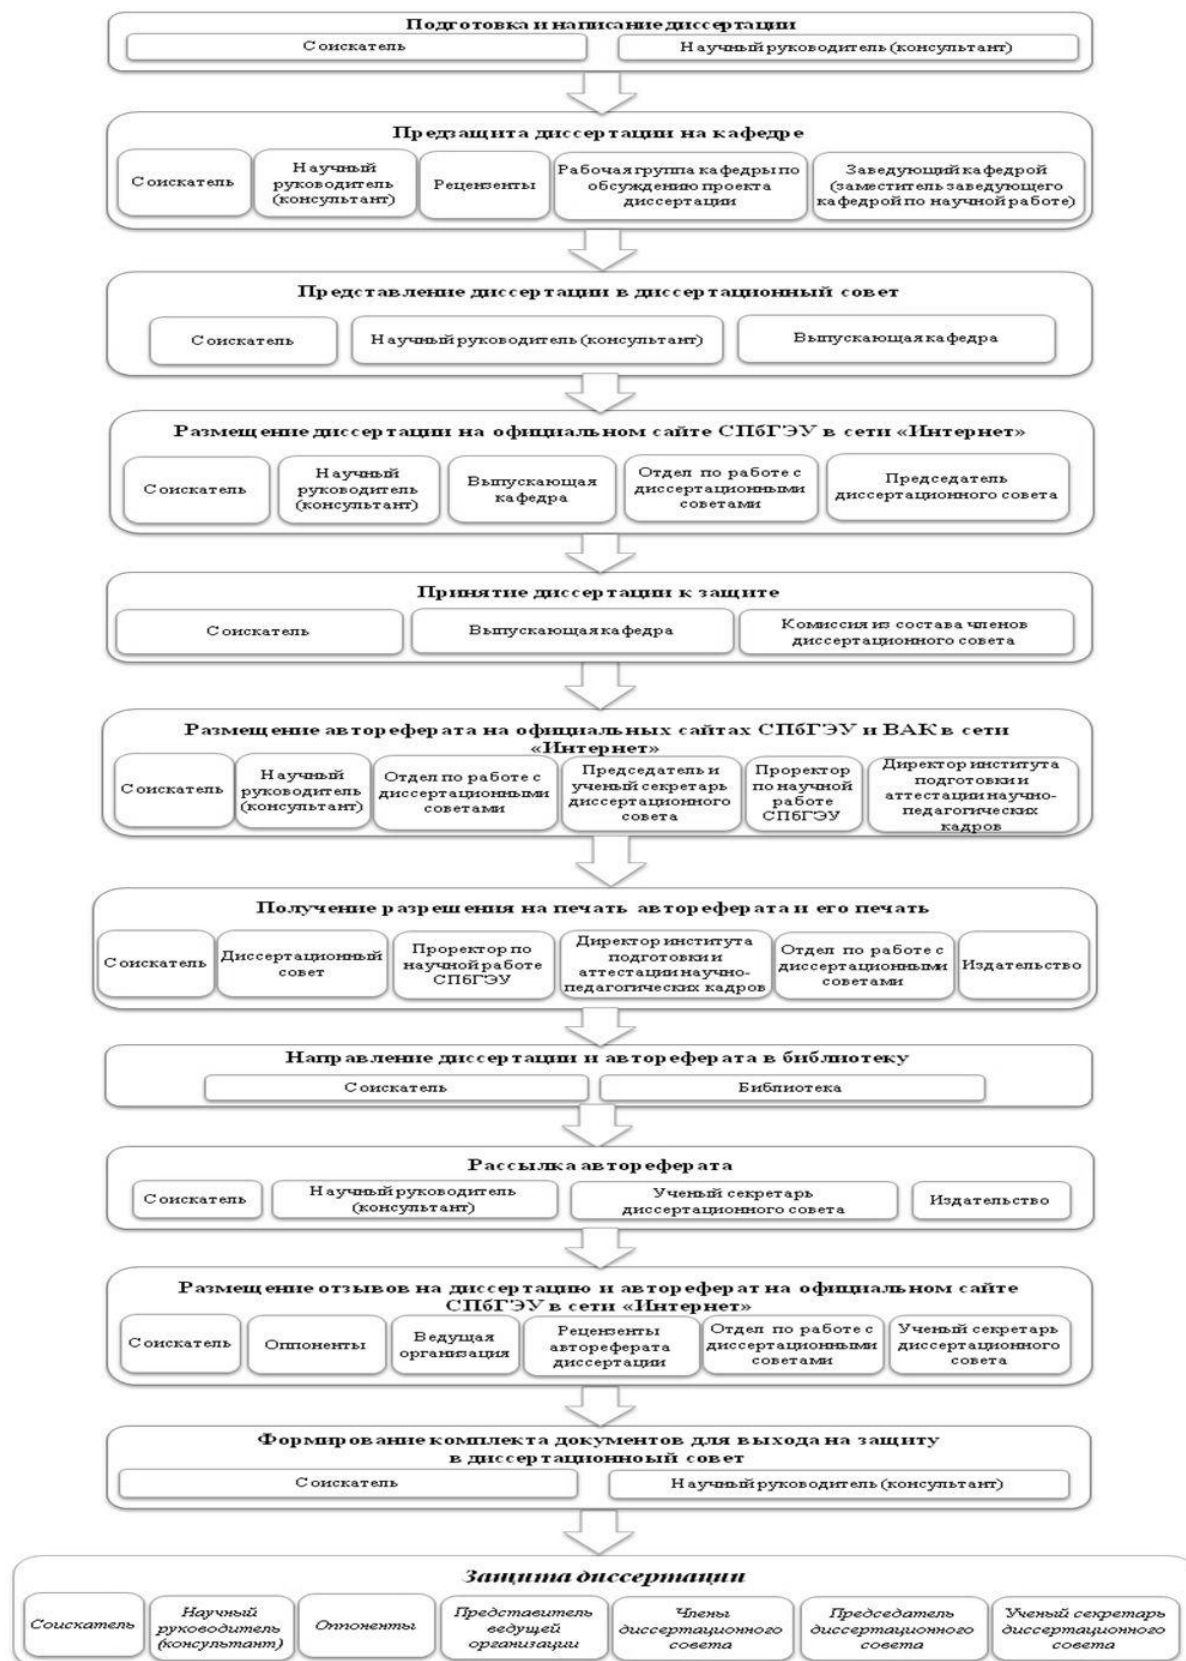 Подготовка и написание диссертации
Соискатель
Научный руководитель (консультант)
Предзащита диссертации на кафедре
Соискатель
Научный
руководитель
(консультант)
Рецензенты
Рабочая группа кафедры по
обсуждению проекта
диссертации
Заведующий кафедрой
(заместитель заведующего
кафедрой по научной работе)
Представление диссертации в диссертационный совет
Соискатель
Научный руководитель (консультант)
Выпускающая кафедра
Размещение диссертации на официальном сайте СПбГЭУ в сети «Интернет»
Соискатель
Научный
руководитель
(консультант)
Выпускающая
кафедра
Отдел по работе с
диссертационными
советами
Председатель
диссертационного совета
Принятие диссертации к защите
Соискатель
Выпускающая кафедра
Комиссия из состава членов
диссертационного совета
Размещение автореферата на официальных сайтах СПбГЭУ и ВАК в сети
«Интернет»
Соискатель
Научный
руководитель
(консультант)
Отдел по работе с
диссертационными
советами
Председатель и
ученый секретарь
диссертационного
совета
Проректор
по научной
работе
СПбГЭУ
Директор института
подготовки и
аттестации научно-
педагогических
кадров
Получение разрешения на печать автореферата и его печать
Соискатель
Диссертационный
совет
Проректор по
научной работе
СПбГЭУ
Директор института
подготовки и
аттестации научно-
педагогических кадров
Отдел по работе с
диссертационными
советами
Издательство
Направление диссертации и автореферата в библиотеку
Соискатель
Библиотека
Рассылка автореферата
Соискатель
Научный руководитель
(консультант)
Ученый секретарь
диссертационного совета
Издательство
Размещение отзывов на диссертацию и автореферат на официальном сайте
СПбГЭУ в сети «Интернет»
Соискатель
Оппоненты
Ведущая
организация
Рецензенты
автореферата
диссертации
Отдел по работе с
диссертационными
советами
Ученый секретарь
диссертационного
совета
Формирование комплекта документов для выхода на защиту
в диссертационоый совет
Соискатель
Научный руководитель (консультант)
Защита диссертации
Соискатель
Научный
руководитель
(консультант)
Оппоненты
Представитель
ведущей
организации
Члены
диссертационного
совета
Председатель
диссертационного
совета
Ученый секретарь
диссертационного
совета